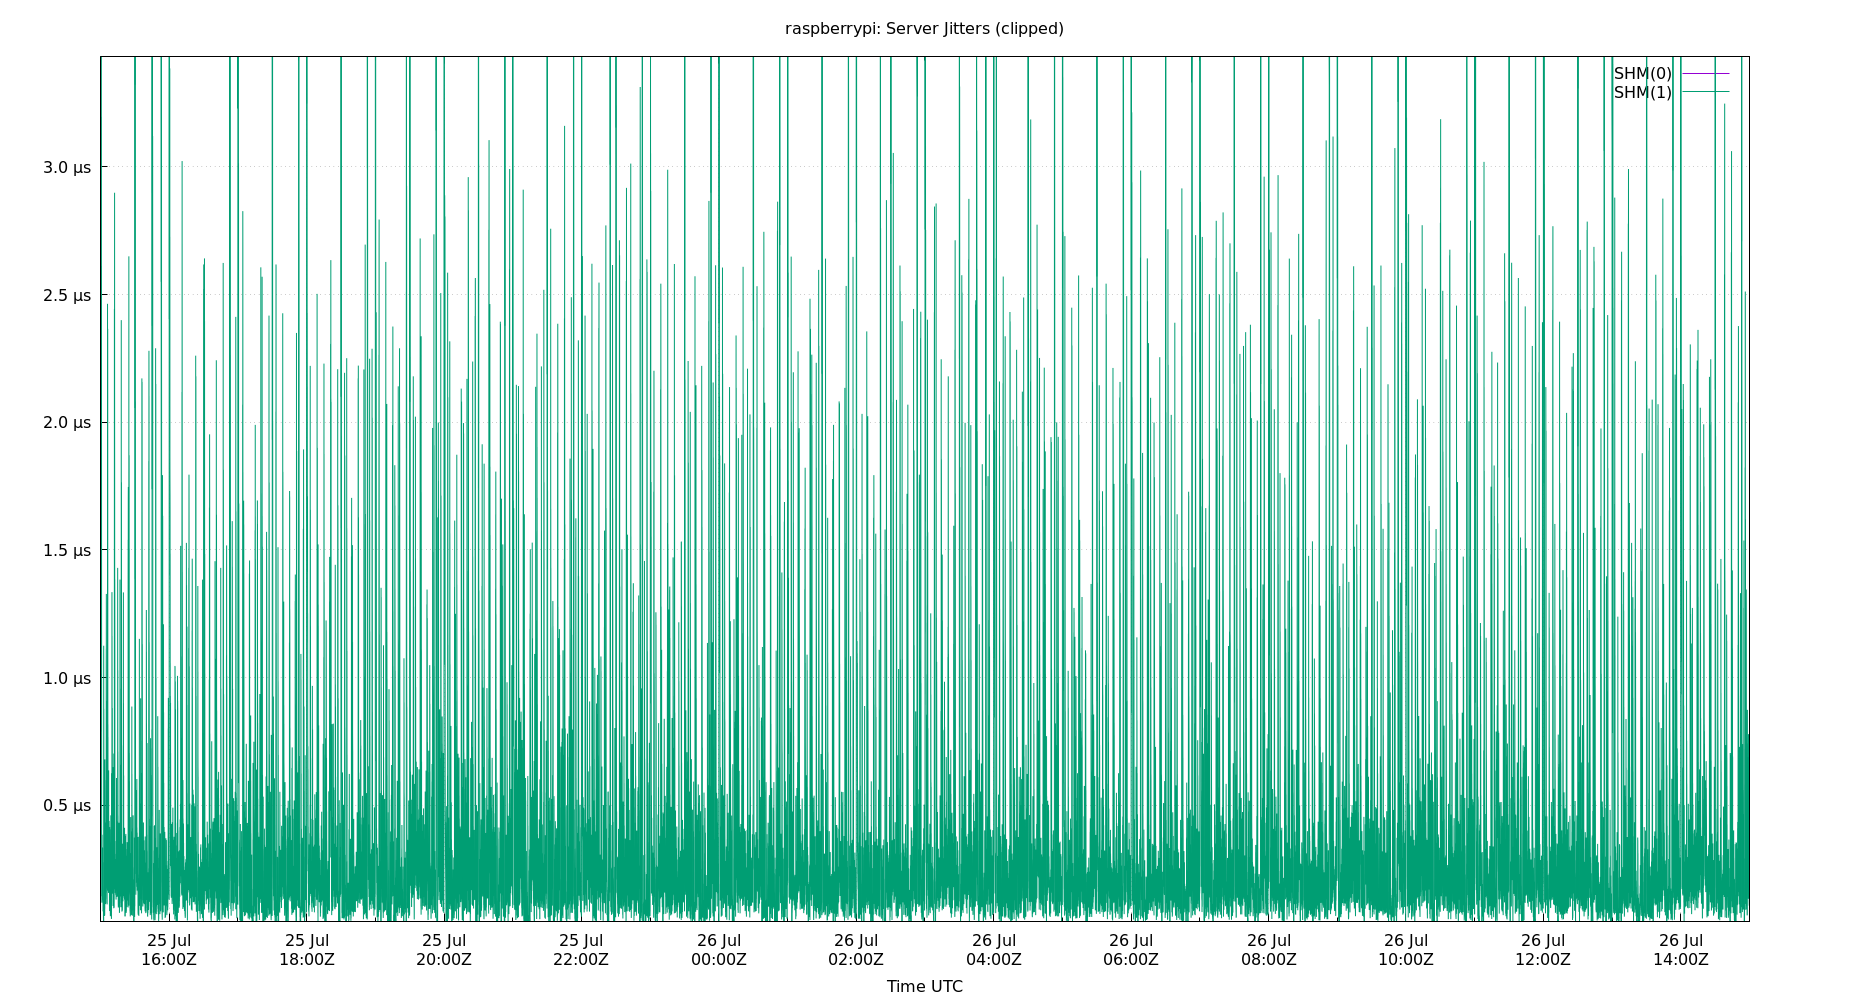 raspberrypi: Server Jitters (clipped)
SHM(0)
SHM(1)
3.0 µs
2.5 µs
2.0 µs
1.5 µs
1.0 µs
0.5 µs
25 Jul 25 Jul 25 Jul 25 Jul 26 Jul 26 Jul 26 Jul 26 Jul 26 Jul 26 Jul 26 Jul 26 Jul
16:00Z 18:00Z 20:00Z 22:00Z 00:00Z 02:00Z 04:00Z 06:00Z 08:00Z 10:00Z 12:00Z 14:00Z
Time UTC